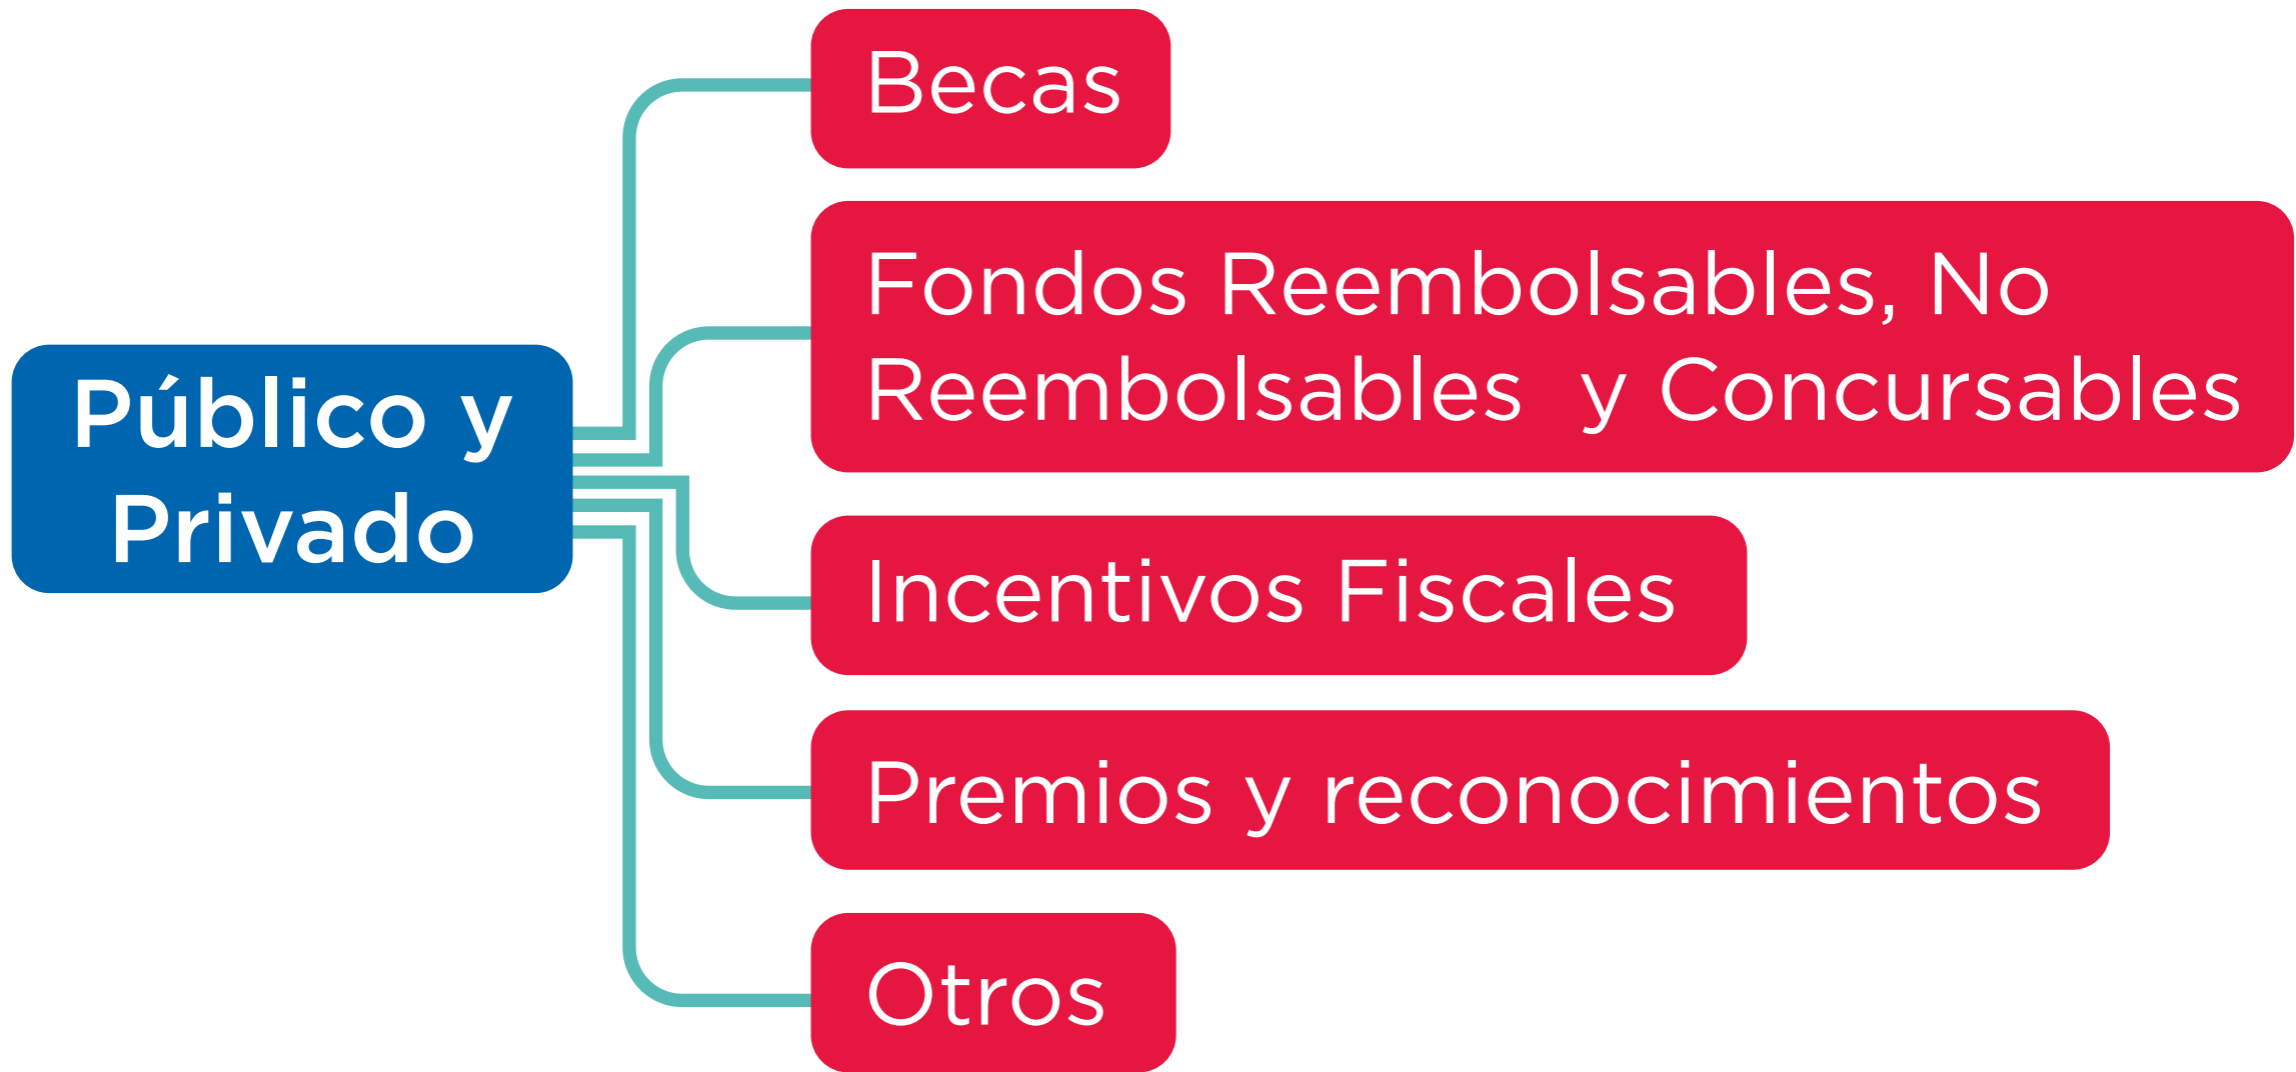 Público y
Privado
Becas
Fondos Reembolsables, No
Reembolsables y Concursables
Incentivos Fiscales
Premios y reconocimientos
Otros